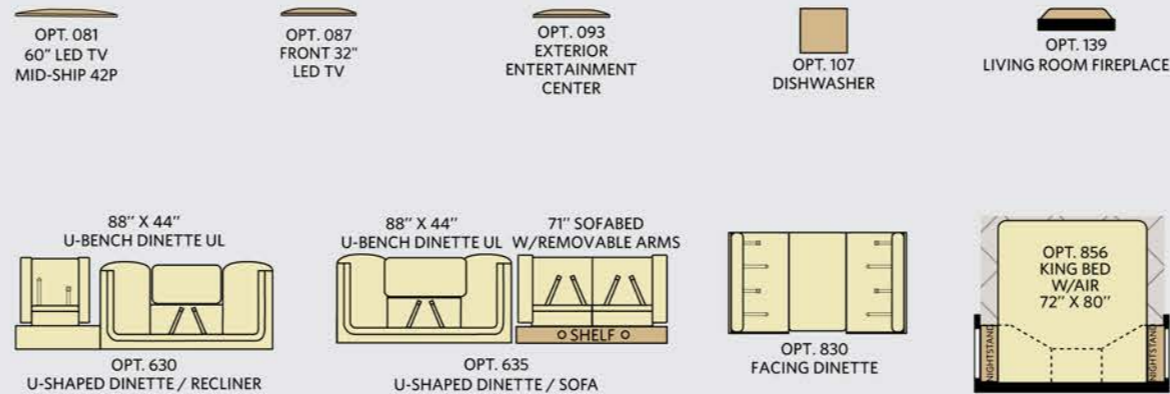 OPT. 081
60" LED TV
MID-SHIP 42P
OPT. 087
FRONT 32"
LED TV
OPT. 093
EXTERIOR
ENTERTAINMENT
CENTER
OPT. 107
DISHWASHER
OPT. 139
LIVING ROOM FIREPLACE
88" X 44"
U-BENCH DINETTE UL
OPT. 630
U-SHAPED DINETTE / RECLINER
88" X 44"
U-BENCH DINETTE UL
71" SOFABED
W/REMOVABLE ARMS
SHELF
OPT. 635
U-SHAPED DINETTE / SOFA
OPT. 830
FACING DINETTE
OPT. 856
KING BED
W/AIR
72" X 80"
NIGHTSTAND
NIGHTSTAND